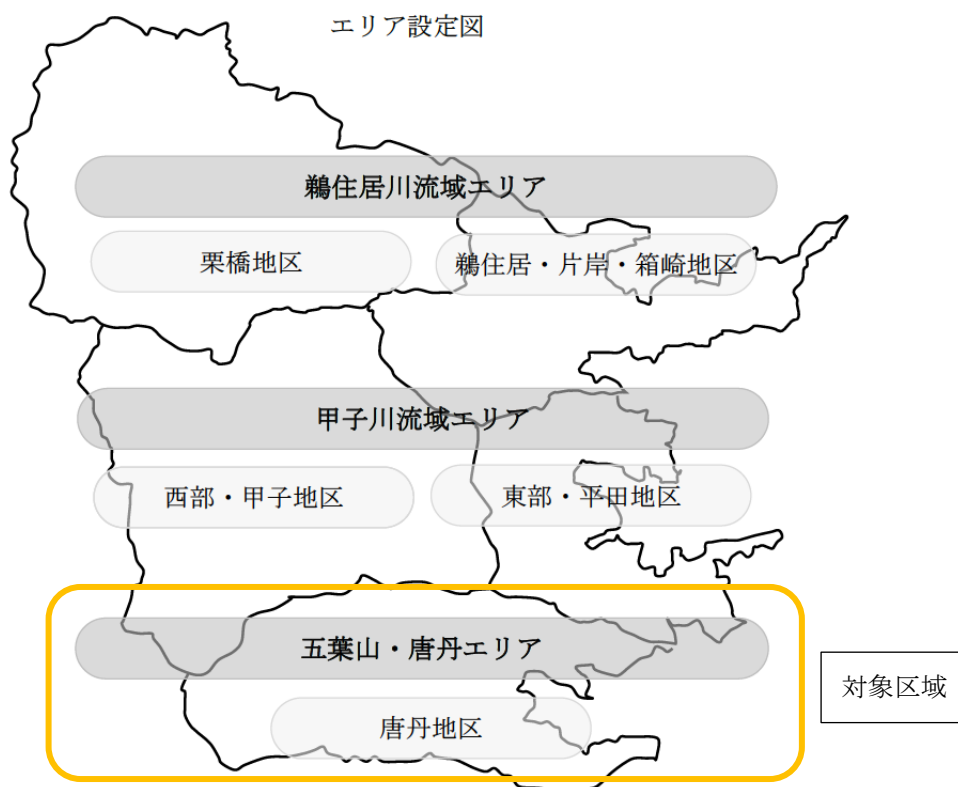 エリア設定図
鵜住居川流域エリア
栗橋地区
鵜住居・片岸・箱崎地区
甲子川流域エリア
西部・甲子地区
東部・平田地区
五葉山・唐丹エリア
対象区域
唐丹地区